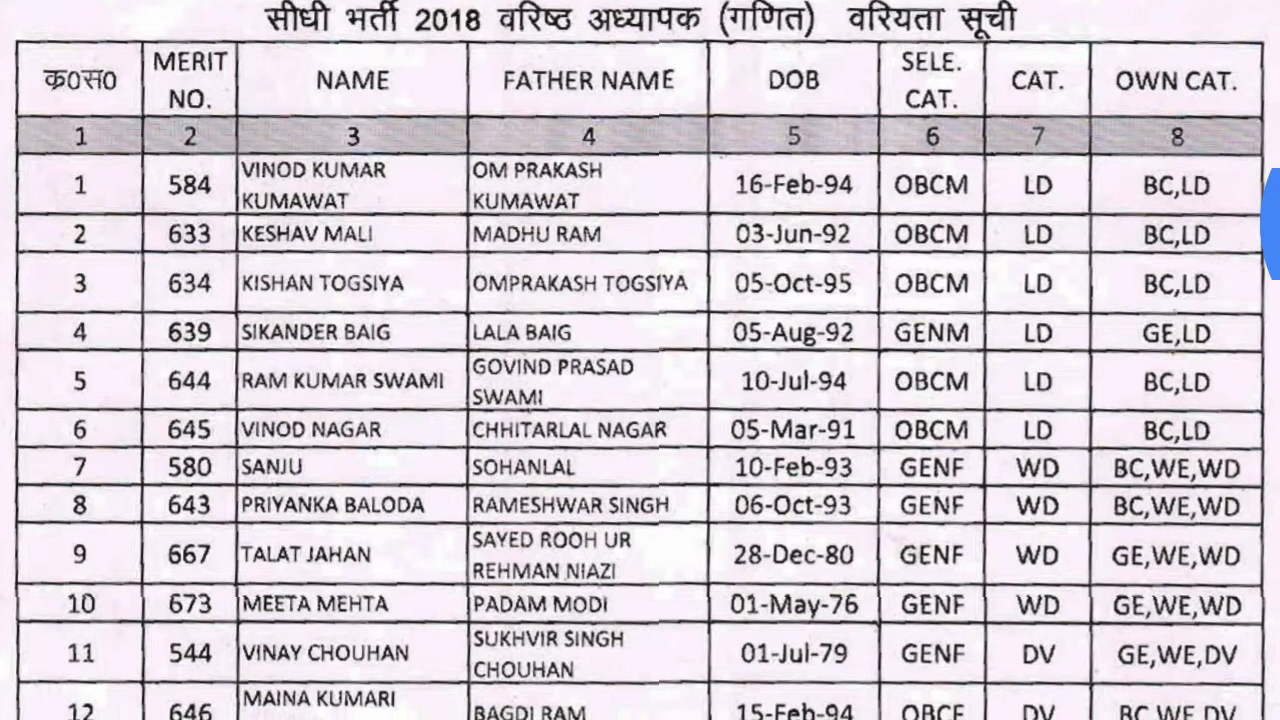 सीधी भर्ती 2018 वरिष्ठ अध्यापक (गणित) वरियता सूची
क0स0 MERIT NO. NAME FATHER NAME DOB SELE. CAT. CAT. OWN CAT.
1 2 3 4 5 6 7 8
1 584 VINOD KUMAR KUMAWAT OM PRAKASH KUMAWAT 16-Feb-94 OBCM LD BC,LD
2 633 KESHAV MALI MADHU RAM 03-Jun-92 OBCM LD BC,LD
3 634 KISHAN TOGSIYA OMPRAKASH TOGSIYA 05-Oct-95 OBCM LD BC,LD
4 639 SIKANDER BAIG LALA BAIG 05-Aug-92 GENM LD GE,LD
5 644 RAM KUMAR SWAMI GOVIND PRASAD SWAMI 10-Jul-94 OBCM LD BC,LD
6 645 VINOD NAGAR CHHITARLAL NAGAR 05-Mar-91 OBCM LD BC,LD
7 580 SANJU SOHANLAL 10-Feb-93 GENF WD BC,WE,WD
8 643 PRIYANKA BALODA RAMESHWAR SINGH 06-Oct-93 GENF WD BC,WE,WD
9 667 TALAT JAHAN SAYED ROOH UR REHMAN NIAZI 28-Dec-80 GENF WD GE,WE,WD
10 673 MEETA MEHTA PADAM MODI 01-May-76 GENF WD GE,WE,WD
11 544 VINAY CHOUHAN SUKHVIR SINGH CHOUHAN 01-Jul-79 GENF DV GE,WE,DV
12 646 MAINA KUMARI BAGDI RAM 15-Feb-94 OBCF DV BC,WE,DV